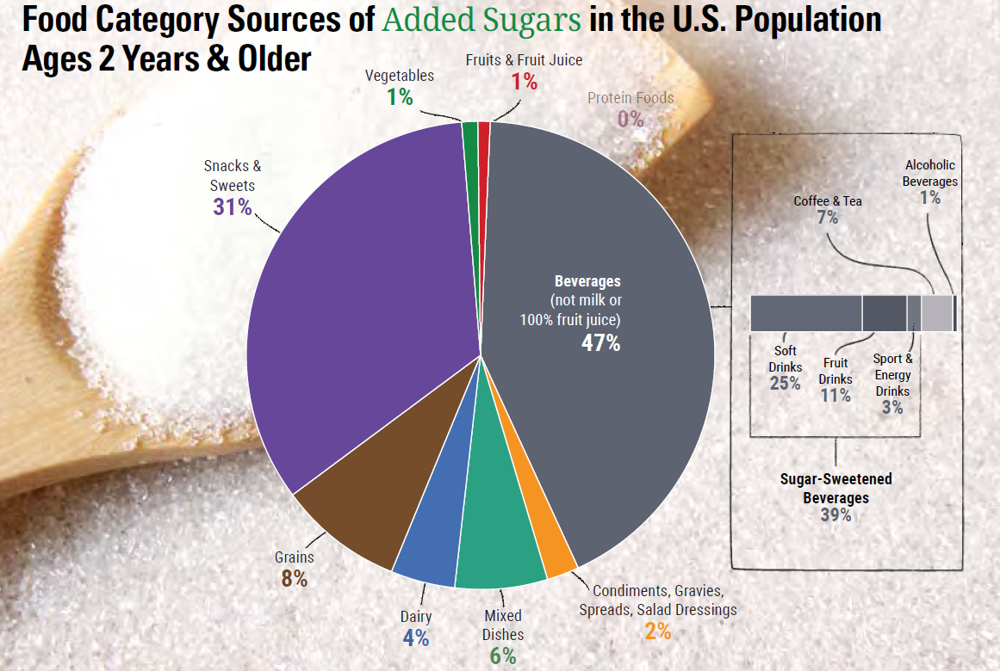 Food Category Sources of Added Sugars in the U.S. Population
Ages 2 Years & Older
Vegetables
1%
Fruits & Fruit Juice
1%
Protein Foods
0%
Snacks &
Sweets
31%
Beverages
(not milk or
100% fruit juice)
47%
Grains
8%
Dairy
4%
Mixed
Dishes
6%
Condiments, Gravies,
Spreads, Salad Dressings
2%
Coffee & Tea
7%
Alcoholic
Beverages
1%
Soft
Drinks
25%
Fruit
Drinks
11%
Sport &
Energy
Drinks
3%
Sugar-Sweetened
Beverages
39%